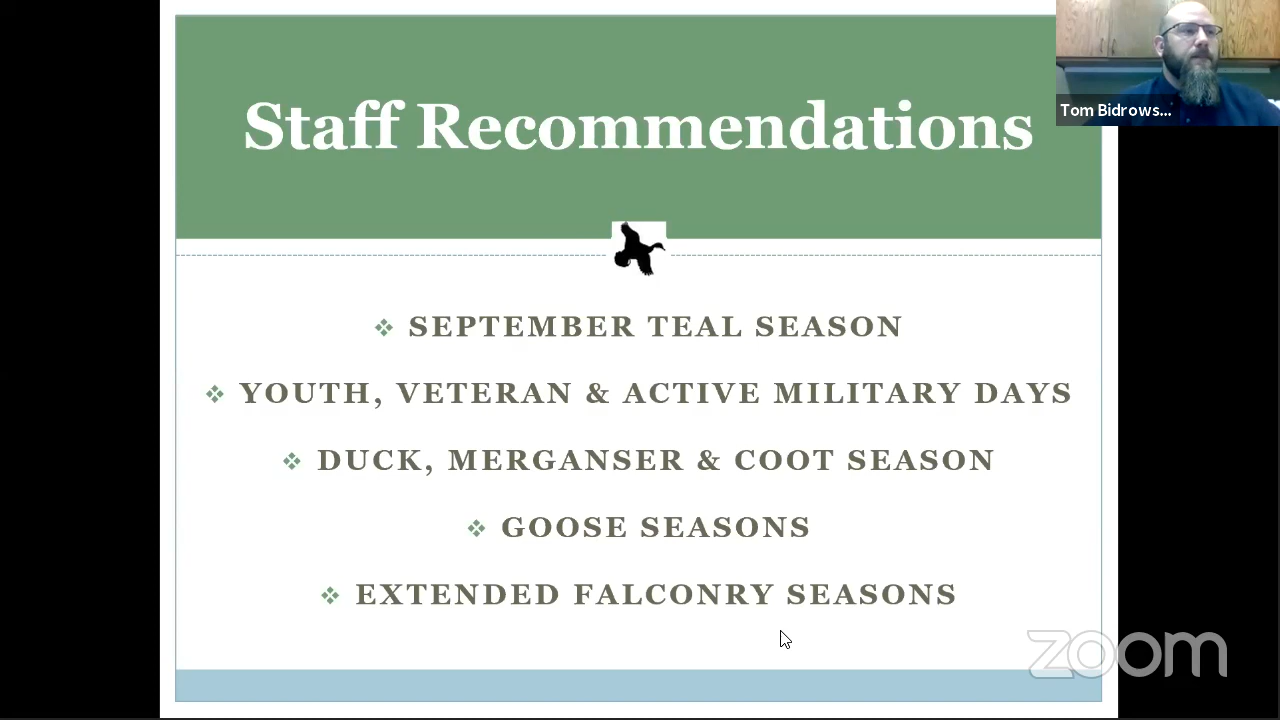 Staff Recommendations
Tom Bidrows...
❖ SEPTEMBER TEAL SEASON
❖ YOUTH, VETERAN & ACTIVE MILITARY DAYS
❖ DUCK, MERGANSER & COOT SEASON
❖ GOOSE SEASONS
❖ EXTENDED FALCONRY SEASONS
zoom